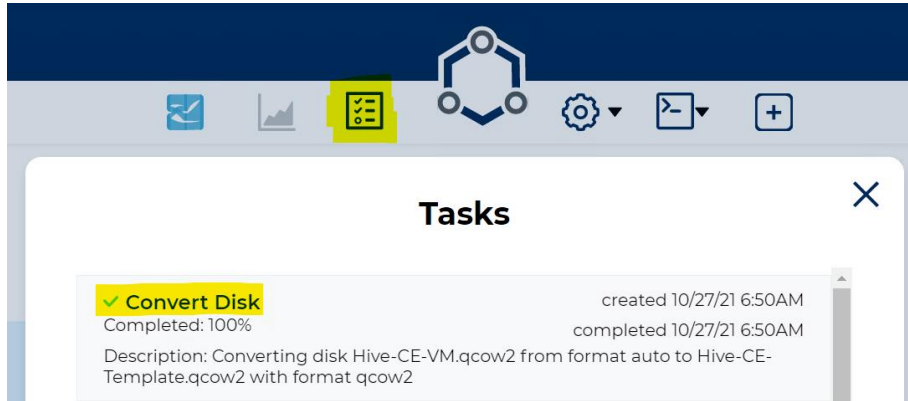 Tasks
Convert Disk
created 10/27/21 6:50AM
Completed: 100%
completed 10/27/21 6:50AM
Description: Converting disk Hive-CE-VM.qcow2 from format auto to Hive-CE-
Template.qcow2 with format qcow2